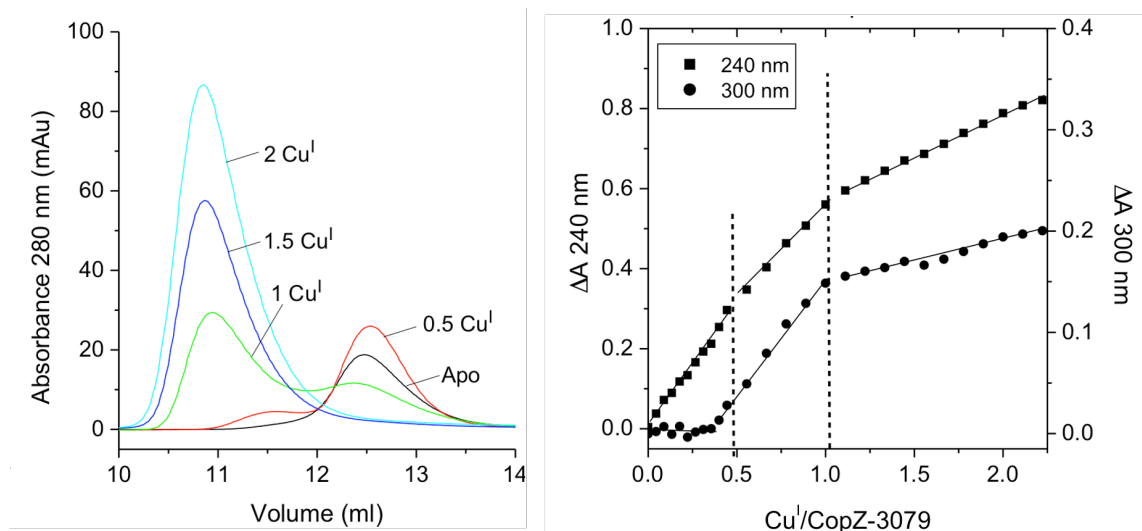 100
80
60
40
20
0
Absorbance 280 nm (mAu)
2 Cuᴵ
1.5 Cuᴵ
1 Cuᴵ
0.5 Cuᴵ
Apo
10 11 12 13 14
Volume (ml)
1.0
0.8
0.6
0.4
0.2
0.0
ΔA 240 nm
240 nm
300 nm
0.4
0.3
0.2
0.1
0.0
ΔA 300 nm
0.0 0.5 1.0 1.5 2.0
Cuᴵ/CopZ-3079